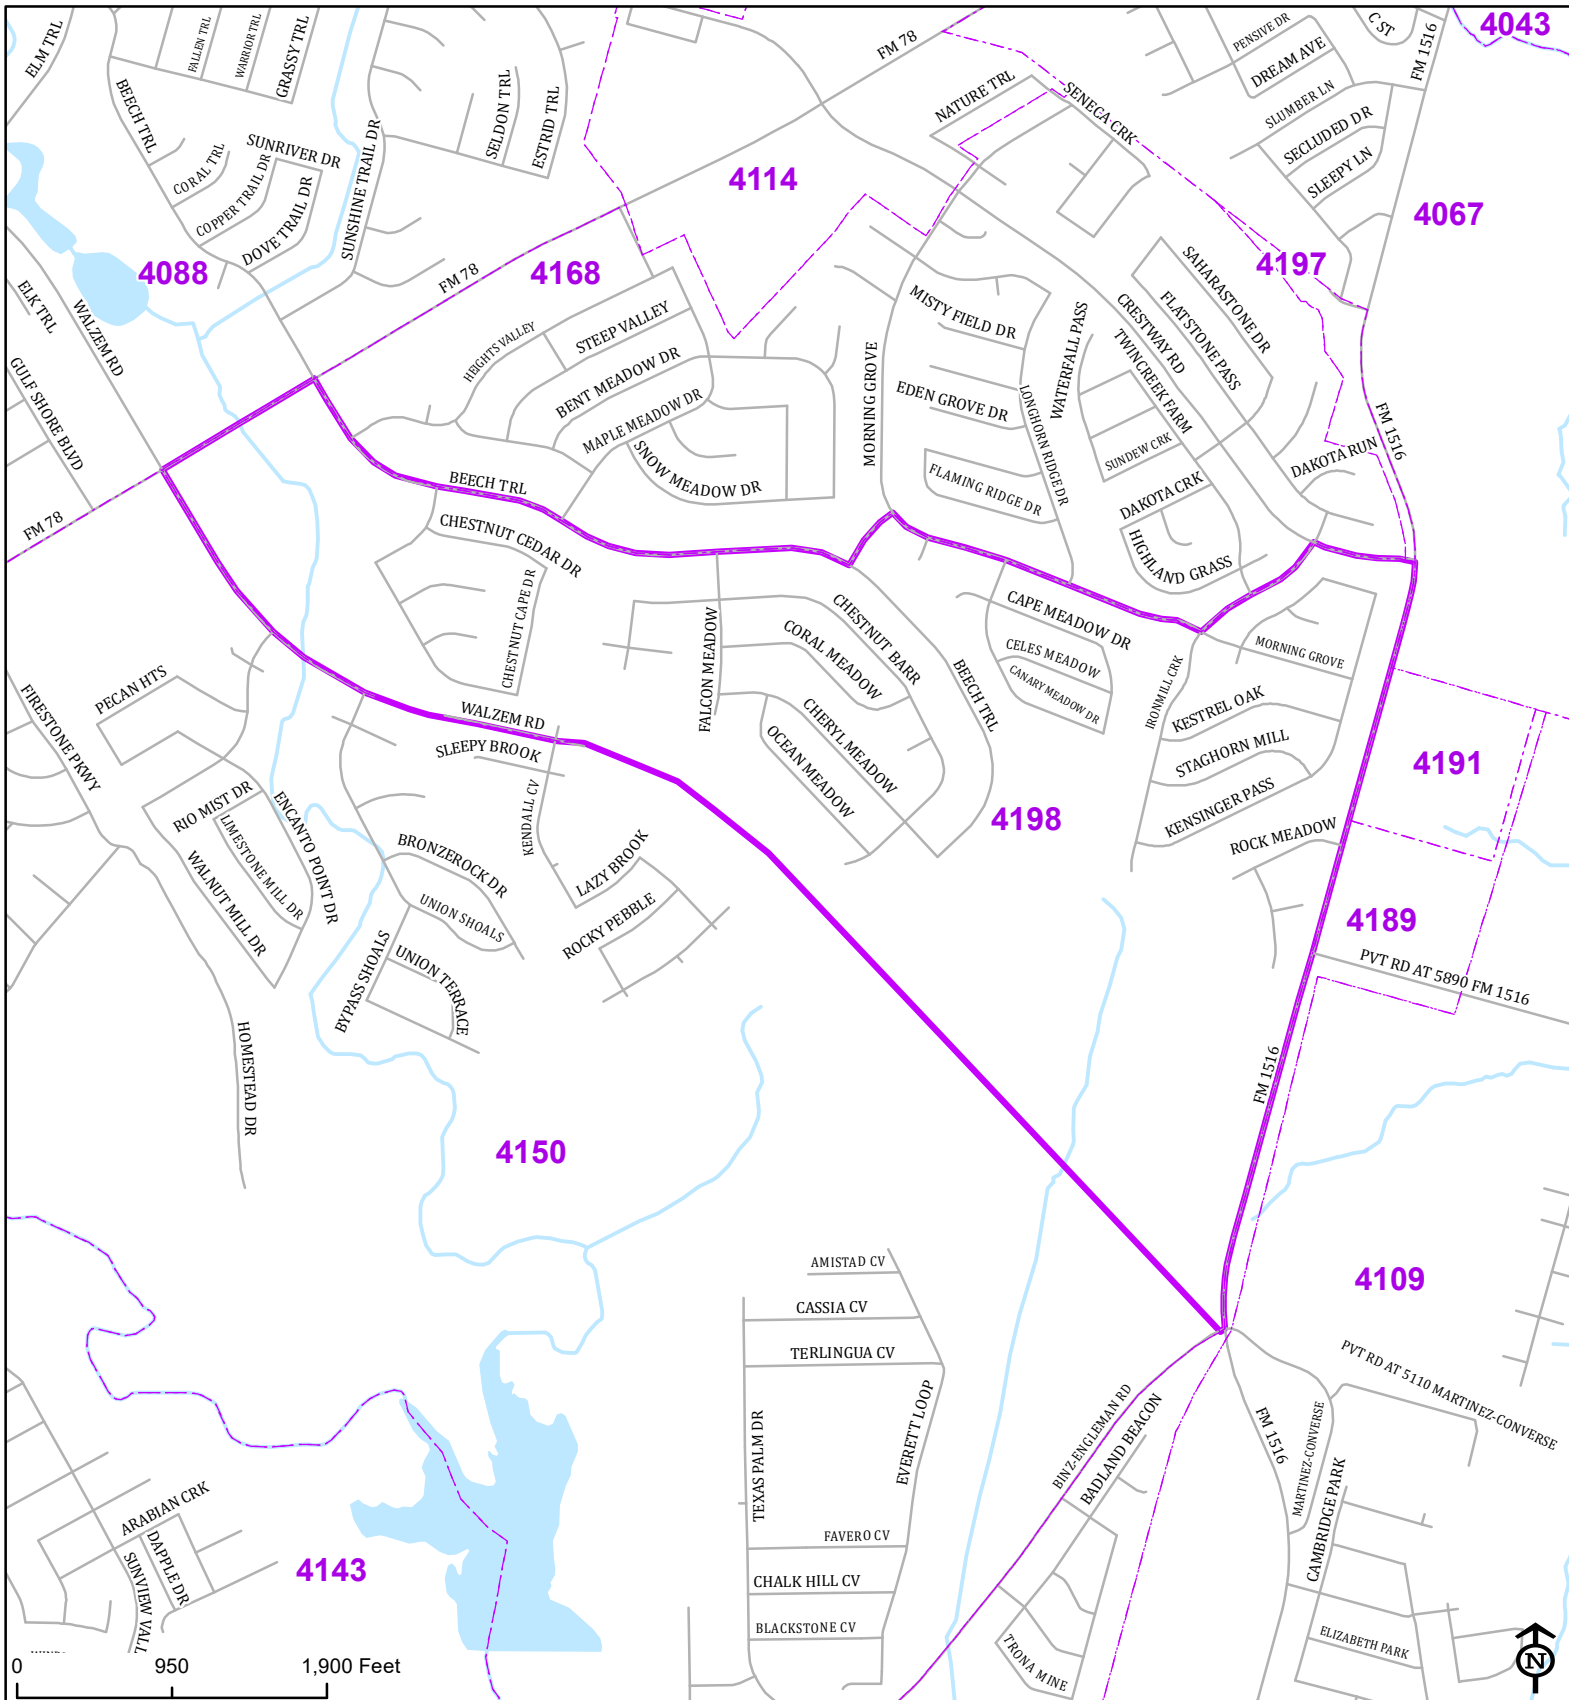 4043
ELM TRL
FALLEN TRL
WARRIOR TRL
GRASSY TRL
C ST
FM 1516
PENSIVE DR
DREAM AVE
FM 78
BEECH TRL
SELDON TRL
ESTRID TRL
NATURE TRL
SENECA CRK
SLUMBER LN
SECLUDED DR
SLEEPY LN
CORAL TRL
SUNRIVER DR
COPPER TRAIL DR
DOVE TRAIL DR
SUNSHINE TRAIL DR
4114
4067
4088
4168
4197
FM 78
ELK TRL
WALZEM RD
GULF SHORE BLVD
HEIGHTS VALLEY
STEEP VALLEY
BENT MEADOW DR
MAPLE MEADOW DR
SNOW MEADOW DR
MORNING GROVE
MISTY FIELD DR
EDEN GROVE DR
FLAMING RIDGE DR
LONGHORN RIDGE DR
WATERFALL PASS
CRESTWAY RD
TWINCREEK FARM
FLATSTONE PASS
SAHARASTONE DR
SUNDEW CRK
DAKOTA CRK
DAKOTA RUN
FM 1516
HIGHLAND GRASS
FM 78
BEECH TRL
CHESTNUT CEDAR DR
CHESTNUT CAPE DR
FALCON MEADOW
CHESTNUT BARR
CORAL MEADOW
CHERYL MEADOW
OCEAN MEADOW
BEECH TRL
CAPE MEADOW DR
CELES MEADOW
CANARY MEADOW DR
IRONMILL CRK
MORNING GROVE
KESTREL OAK
STAGHORN MILL
KENSINGER PASS
ROCK MEADOW
4191
4198
4189
PECAN HTS
FIRESTONE PKWY
WALZEM RD
SLEEPY BROOK
KENDALL CV
RIO MIST DR
LIMESTONE MILL DR
WALNUT MILL DR
ENCANTO POINT DR
BRONZEROCK DR
UNION SHOALS
BYPASS SHOALS
UNION TERRACE
LAZY BROOK
ROCKY PEBBLE
PVT RD AT 5890 FM 1516
HOMESTEAD DR
FM 1516
4150
4109
AMISTAD CV
CASSIA CV
TERLINGUA CV
TEXAS PALM DR
EVERETT LOOP
FAVERO CV
CHALK HILL CV
BLACKSTONE CV
BINZ-ENGLEMAN RD
BADLAND BEACON
FM 1516
MARTINEZ-CONVERSE
PVT RD AT 5110 MARTINEZ-CONVERSE
CAMBRIDGE PARK
ELIZABETH PARK
TRONA MINE
ARABIAN CRK
DAPPLE DR
SUNVIEW VALL
4143
0 950 1,900 Feet
N